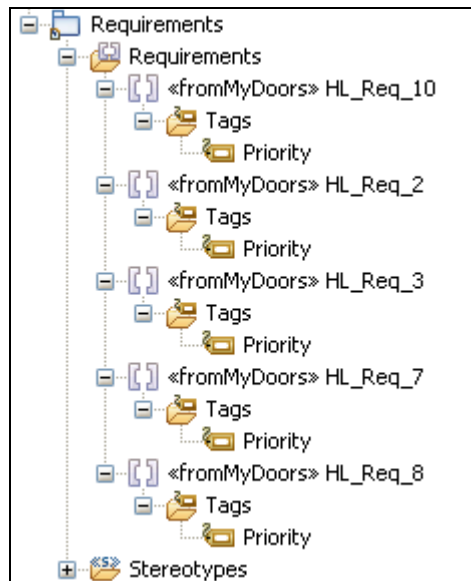 Requirements
Requirements
«fromMyDoors» HL_Req_10
Tags
Priority
«fromMyDoors» HL_Req_2
Tags
Priority
«fromMyDoors» HL_Req_3
Tags
Priority
«fromMyDoors» HL_Req_7
Tags
Priority
«fromMyDoors» HL_Req_8
Tags
Priority
«S» Stereotypes